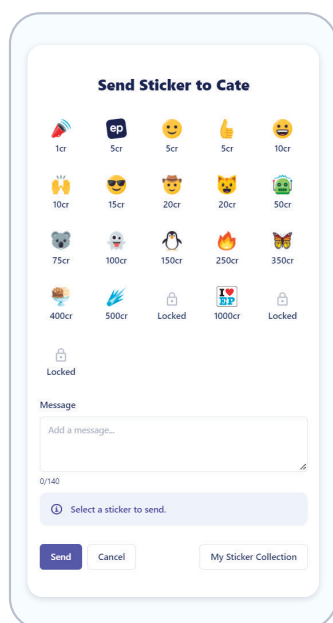 Send Sticker to Cate
1cr
ep
5cr
5cr
5cr
10cr
10cr
15cr
20cr
20cr
50cr
75cr
100cr
150cr
250cr
350cr
400cr
500cr
Locked
I♥
EP
1000cr
Locked
Locked
Message
Add a message...
0/140
Select a sticker to send.
Send
Cancel
My Sticker Collection